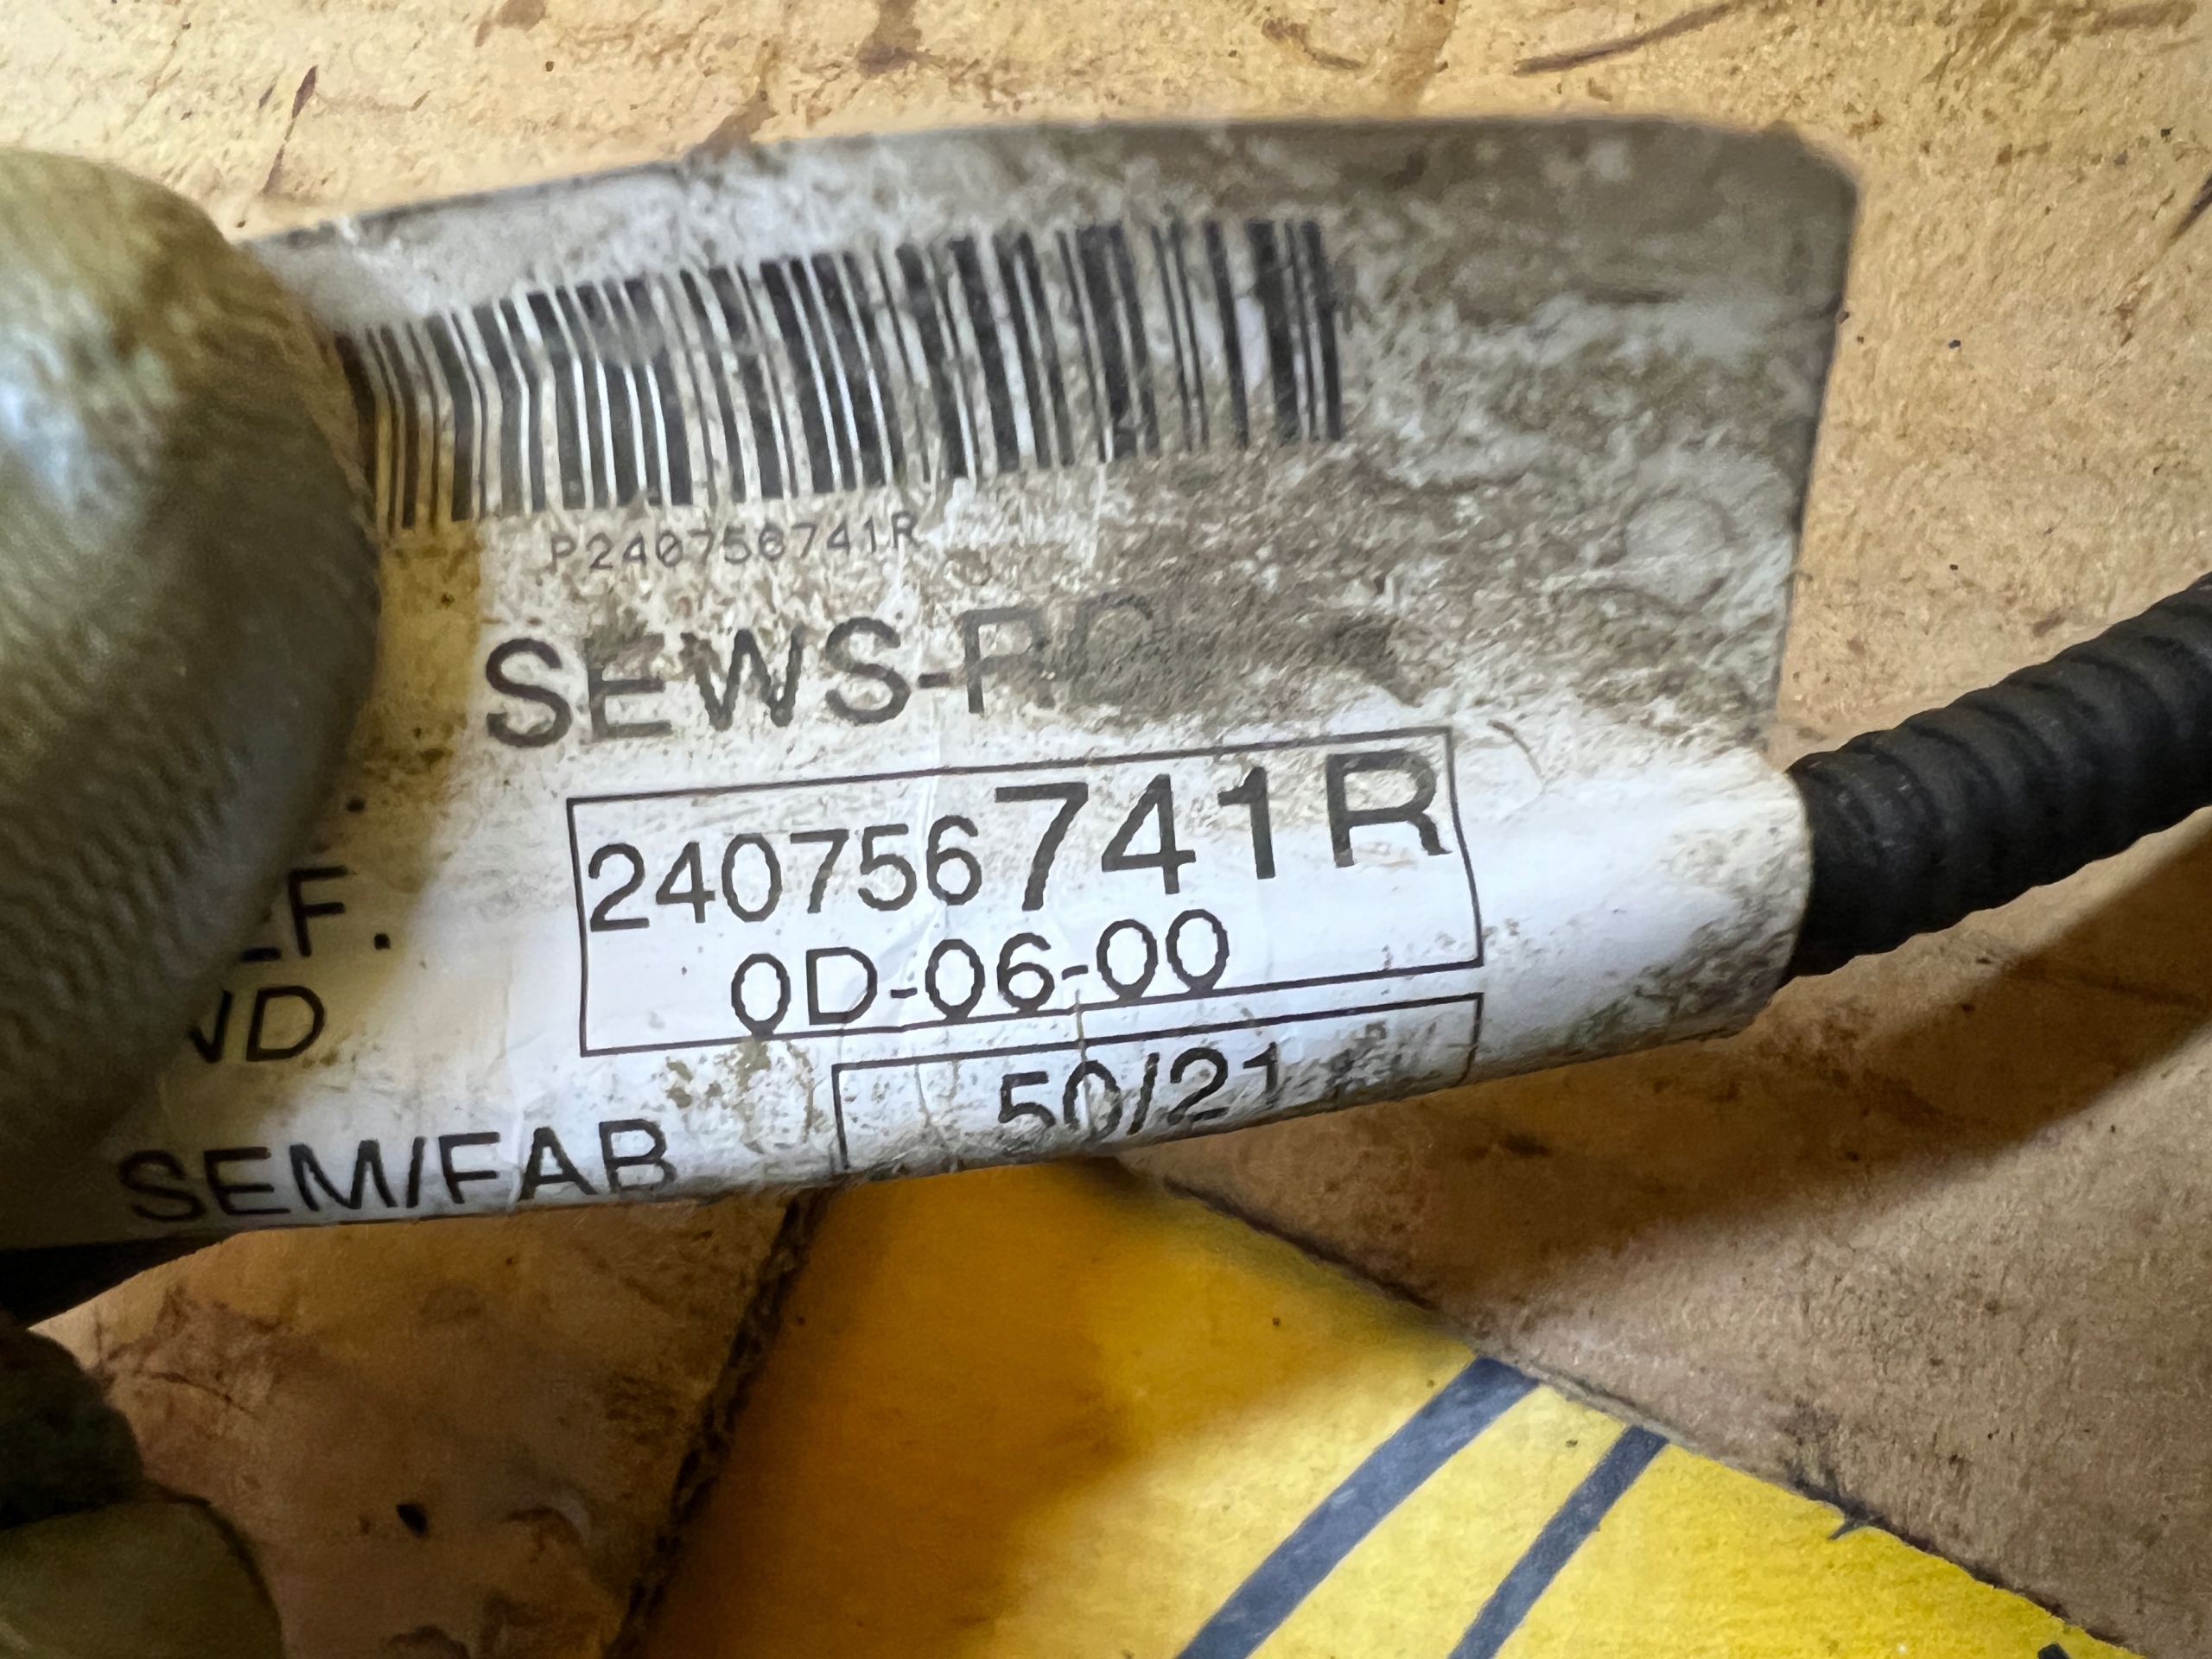 P240756741R
SEWS-
240756741R
0D-06-00
50/21
SEM/FAB